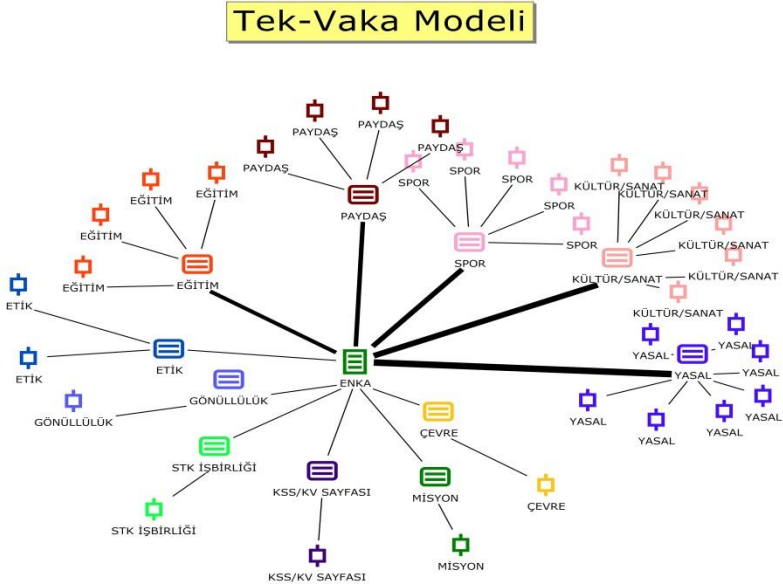 Tek-Vaka Modeli
PAYDAŞ
PAYDAŞ
PAYDAŞ
PAYDAŞ
PAYDAŞ
SPOR
SPOR
SPOR
SPOR
SPOR
SPOR
KÜLTÜR/SANAT
KÜLTÜR/SANAT
KÜLTÜR/SANAT
KÜLTÜR/SANAT
KÜLTÜR/SANAT
KÜLTÜR/SANAT
KÜLTÜR/SANAT
EĞİTİM
EĞİTİM
EĞİTİM
EĞİTİM
EĞİTİM
ETİK
ETİK
ETİK
ENKA
YASAL
YASAL
YASAL
YASAL
YASAL
YASAL
YASAL
YASAL
GÖNÜLLÜLÜK
GÖNÜLLÜLÜK
ÇEVRE
ÇEVRE
STK İŞBİRLİĞİ
STK İŞBİRLİĞİ
KSS/KV SAYFASI
KSS/KV SAYFASI
MİSYON
MİSYON